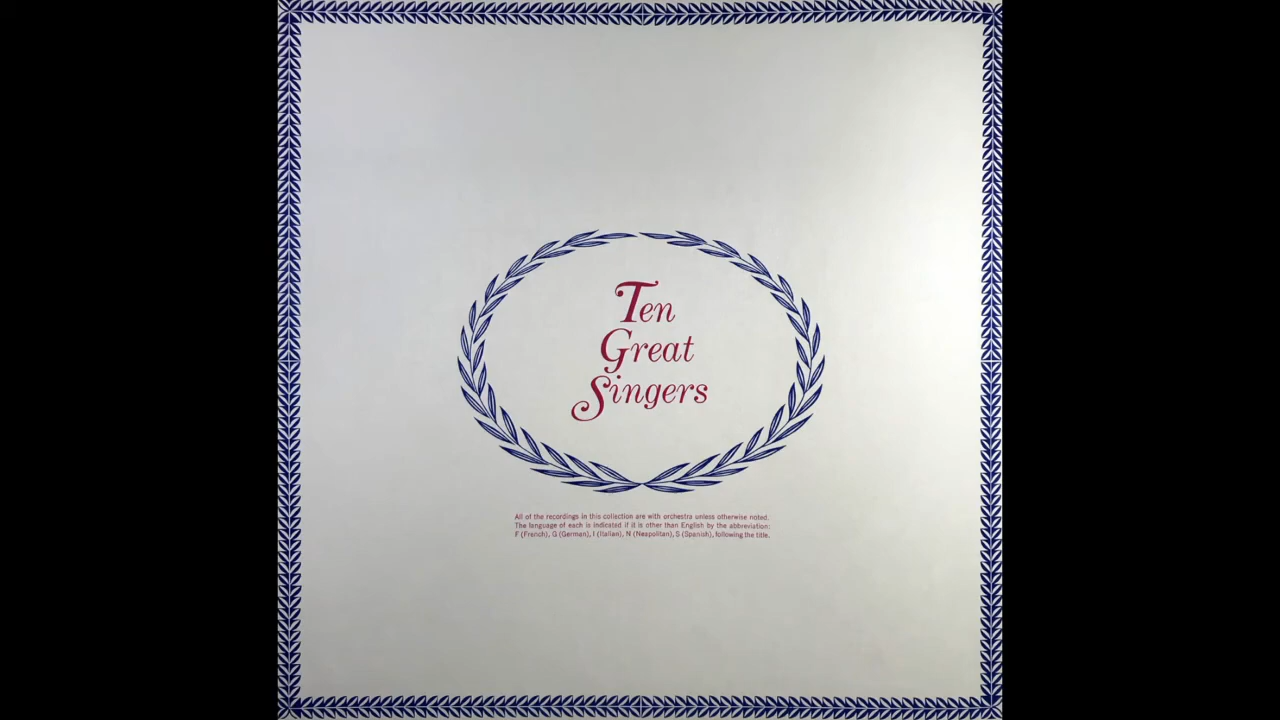 Ten
Great
Singers
All of the recordings in this collection are with orchestra unless otherwise noted.
The language of each is indicated if it is other than English by the abbreviation:
F (French), G (German), I (Italian), N (Neapolitan), S (Spanish), following the title.